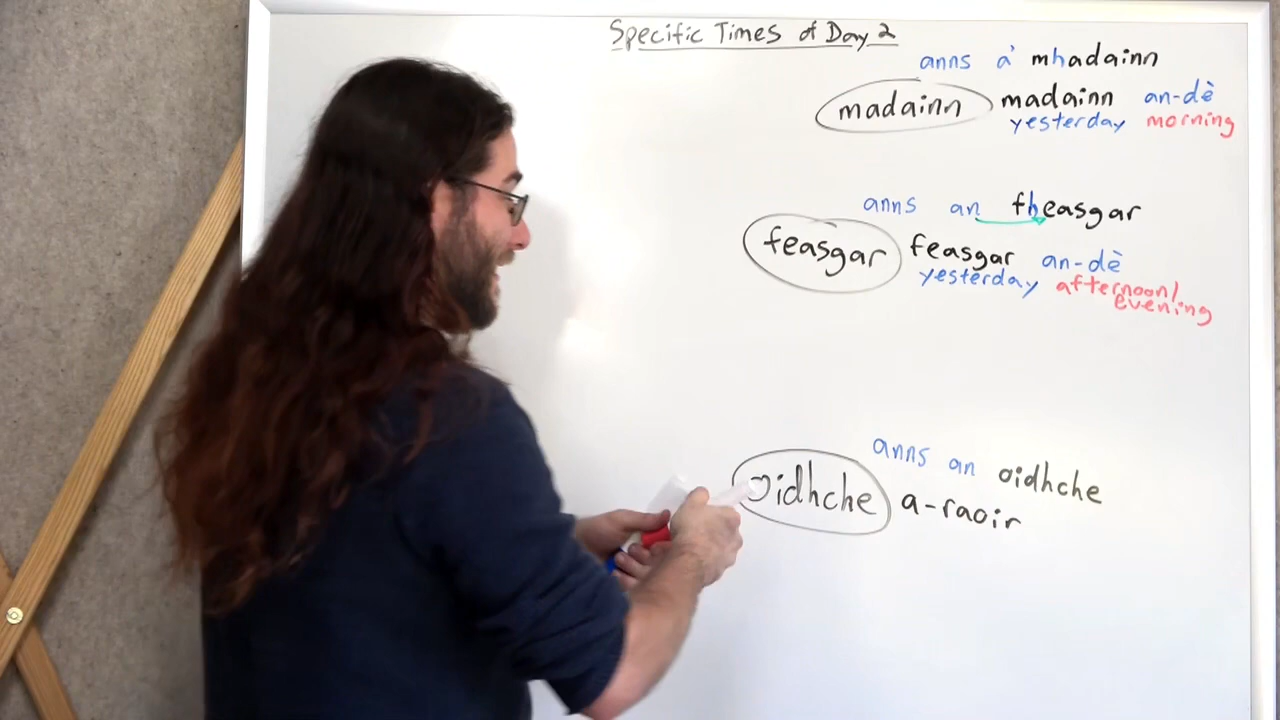 Specific Times of Day 2
anns a' mhadainn
madainn madainn an-dè
yesterday morning
anns an fheasgar
feasgar feasgar an-dè
yesterday afternoon/
evening
anns an oidhche
oidhche a-raoir